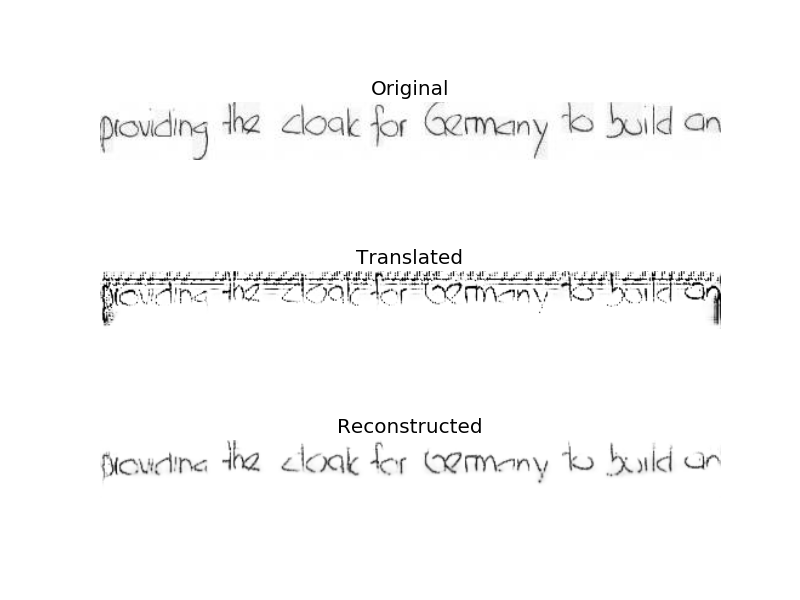 Original
providing the cloak for Germany to build an
Translated
providing the cloak for Germany to build an
Reconstructed
providing the cloak for Germany to build an